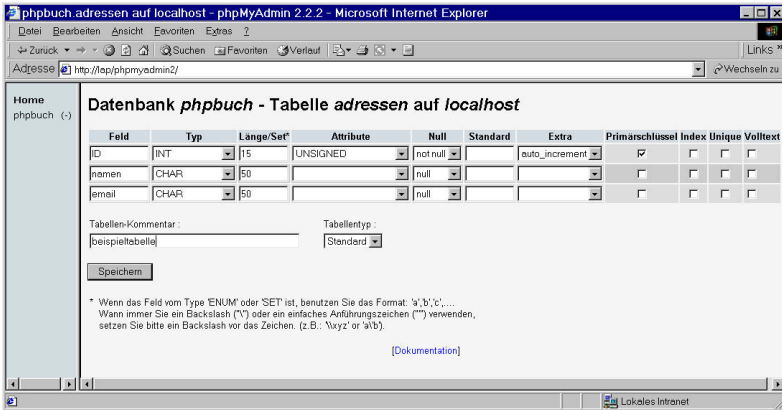 phpbuch.adressen auf localhost - phpMyAdmin 2.2.2 - Microsoft Internet Explorer
Datei Bearbeiten Ansicht Favoriten Extras ?
Zurück Suchen Favoriten Verlauf Links »
Adresse http://lap/phpmyadmin2/ Wechseln zu
Home
phpbuch (-)
Datenbank phpbuch - Tabelle adressen auf localhost
Feld Typ Länge/Set* Attribute Null Standard Extra Primärschlüssel Index Unique Volltext
ID INT 15 UNSIGNED not null auto_increment
namen CHAR 50 null
email CHAR 50 null
Tabellen-Kommentar : Tabellentyp :
beispieltabelle Standard
Speichern
* Wenn das Feld vom Type 'ENUM' oder 'SET' ist, benutzen Sie das Format: 'a','b','c',....
Wann immer Sie ein Backslash ("\") oder ein einfaches Anführungszeichen ("'") verwenden,
setzen Sie bitte ein Backslash vor das Zeichen. (z.B.: '\\xyz' or 'a\'b').
[Dokumentation]
Lokales Intranet